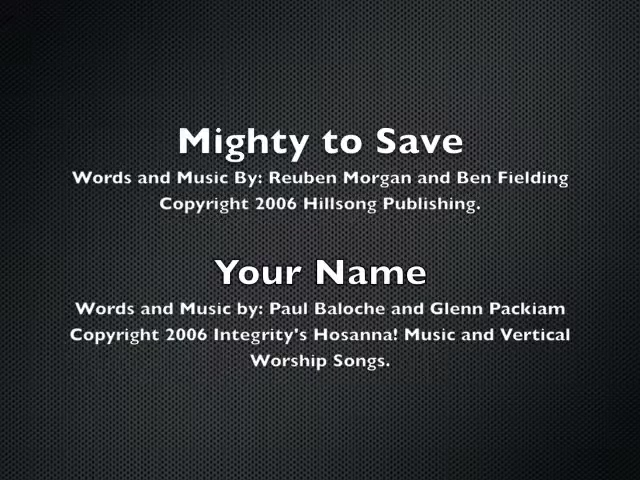 Mighty to Save
Words and Music By: Reuben Morgan and Ben Fielding
Copyright 2006 Hillsong Publishing.
Your Name
Words and Music by: Paul Baloche and Glenn Packiam
Copyright 2006 Integrity's Hosanna! Music and Vertical
Worship Songs.